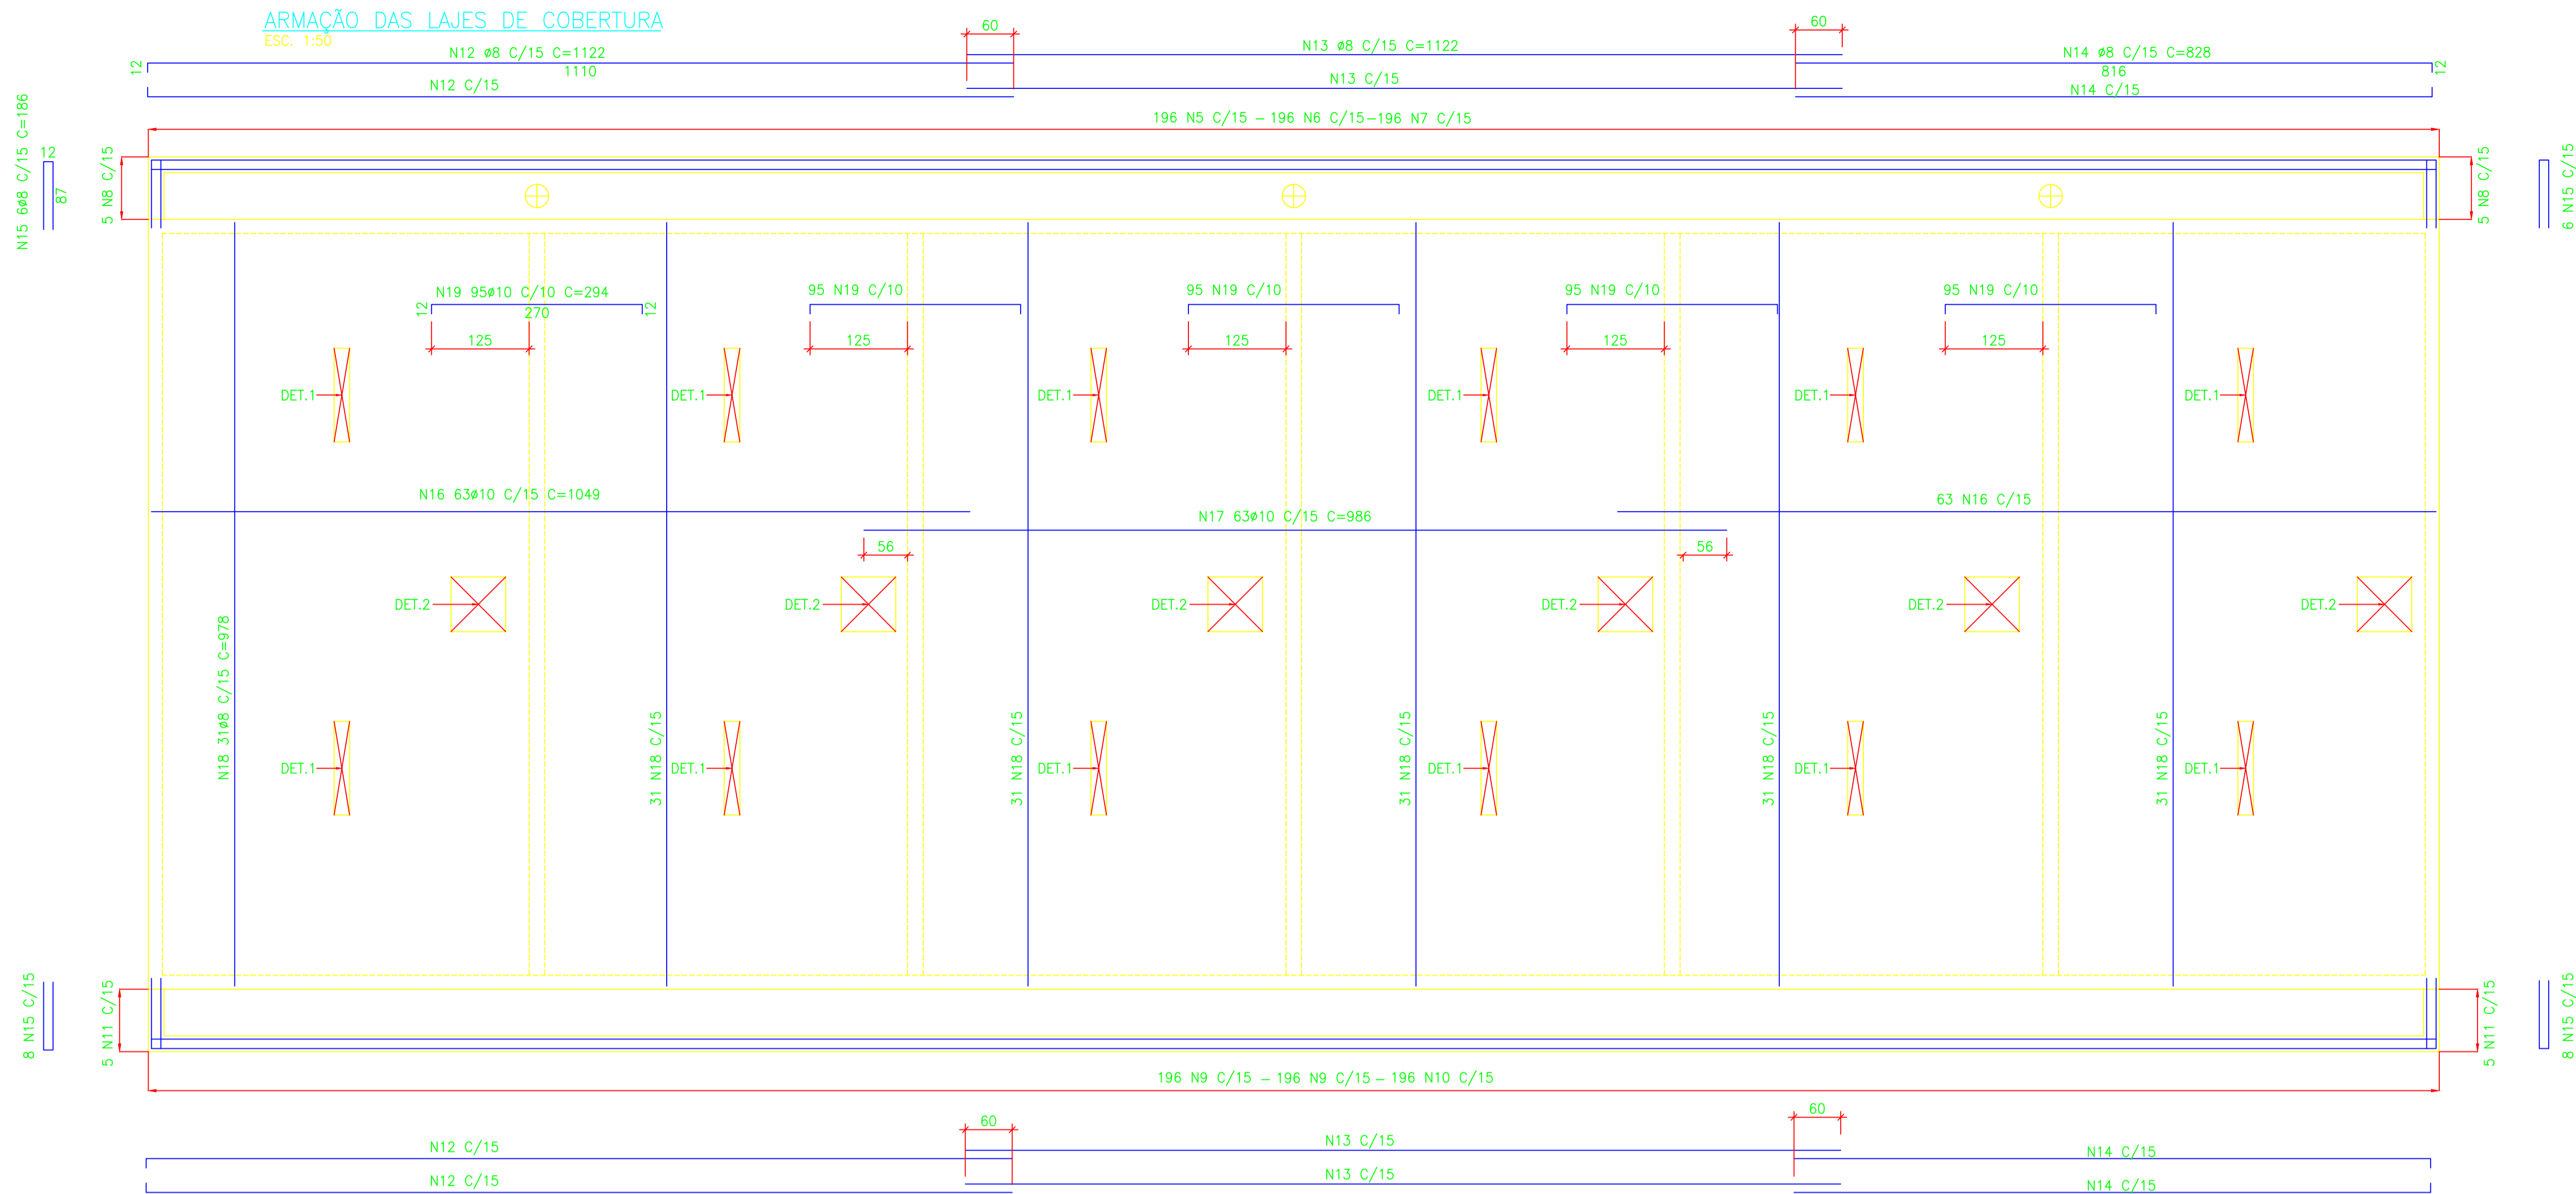 ARMAÇÃO DAS LAJES DE COBERTURA
ESC. 1:50
60
60
N12 ø8 C/15 C=1122
N13 ø8 C/15 C=1122
N14 ø8 C/15 C=828
12
1110
816
12
N12 C/15
N13 C/15
N14 C/15
196 N5 C/15 – 196 N6 C/15–196 N7 C/15
N15 6ø8 C/15 C=186
12
87
5 N8 C/15
5 N8 C/15
6 N15 C/15
N19 95ø10 C/10 C=294
95 N19 C/10
95 N19 C/10
95 N19 C/10
95 N19 C/10
12
270
12
125
125
125
125
125
DET.1
DET.1
DET.1
DET.1
DET.1
DET.1
N16 63ø10 C/15 C=1049
63 N16 C/15
N17 63ø10 C/15 C=986
56
56
DET.2
DET.2
DET.2
DET.2
DET.2
DET.2
N18 31ø8 C/15 C=978
31 N18 C/15
31 N18 C/15
31 N18 C/15
31 N18 C/15
31 N18 C/15
DET.1
DET.1
DET.1
DET.1
DET.1
DET.1
8 N15 C/15
5 N11 C/15
5 N11 C/15
8 N15 C/15
196 N9 C/15 – 196 N9 C/15 – 196 N10 C/15
60
60
N12 C/15
N13 C/15
N14 C/15
N12 C/15
N13 C/15
N14 C/15